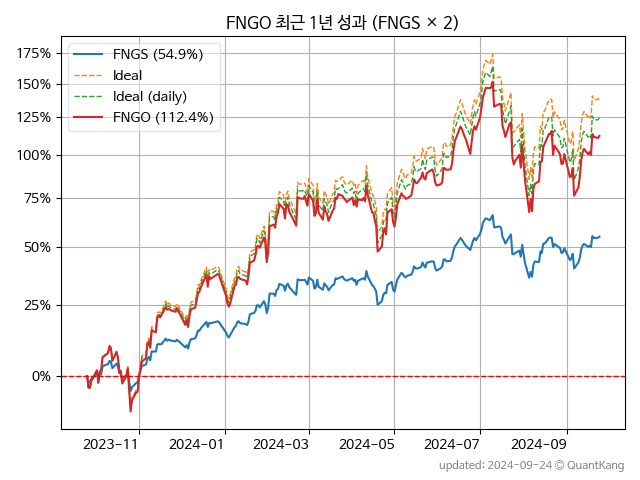 FNGO 최근 1년 성과 (FNGS × 2)
175%
150%
125%
100%
75%
50%
25%
0%
FNGS (54.9%)
Ideal
Ideal (daily)
FNGO (112.4%)
2023-11
2024-01
2024-03
2024-05
2024-07
2024-09
updated: 2024-09-24 @ QuantKang